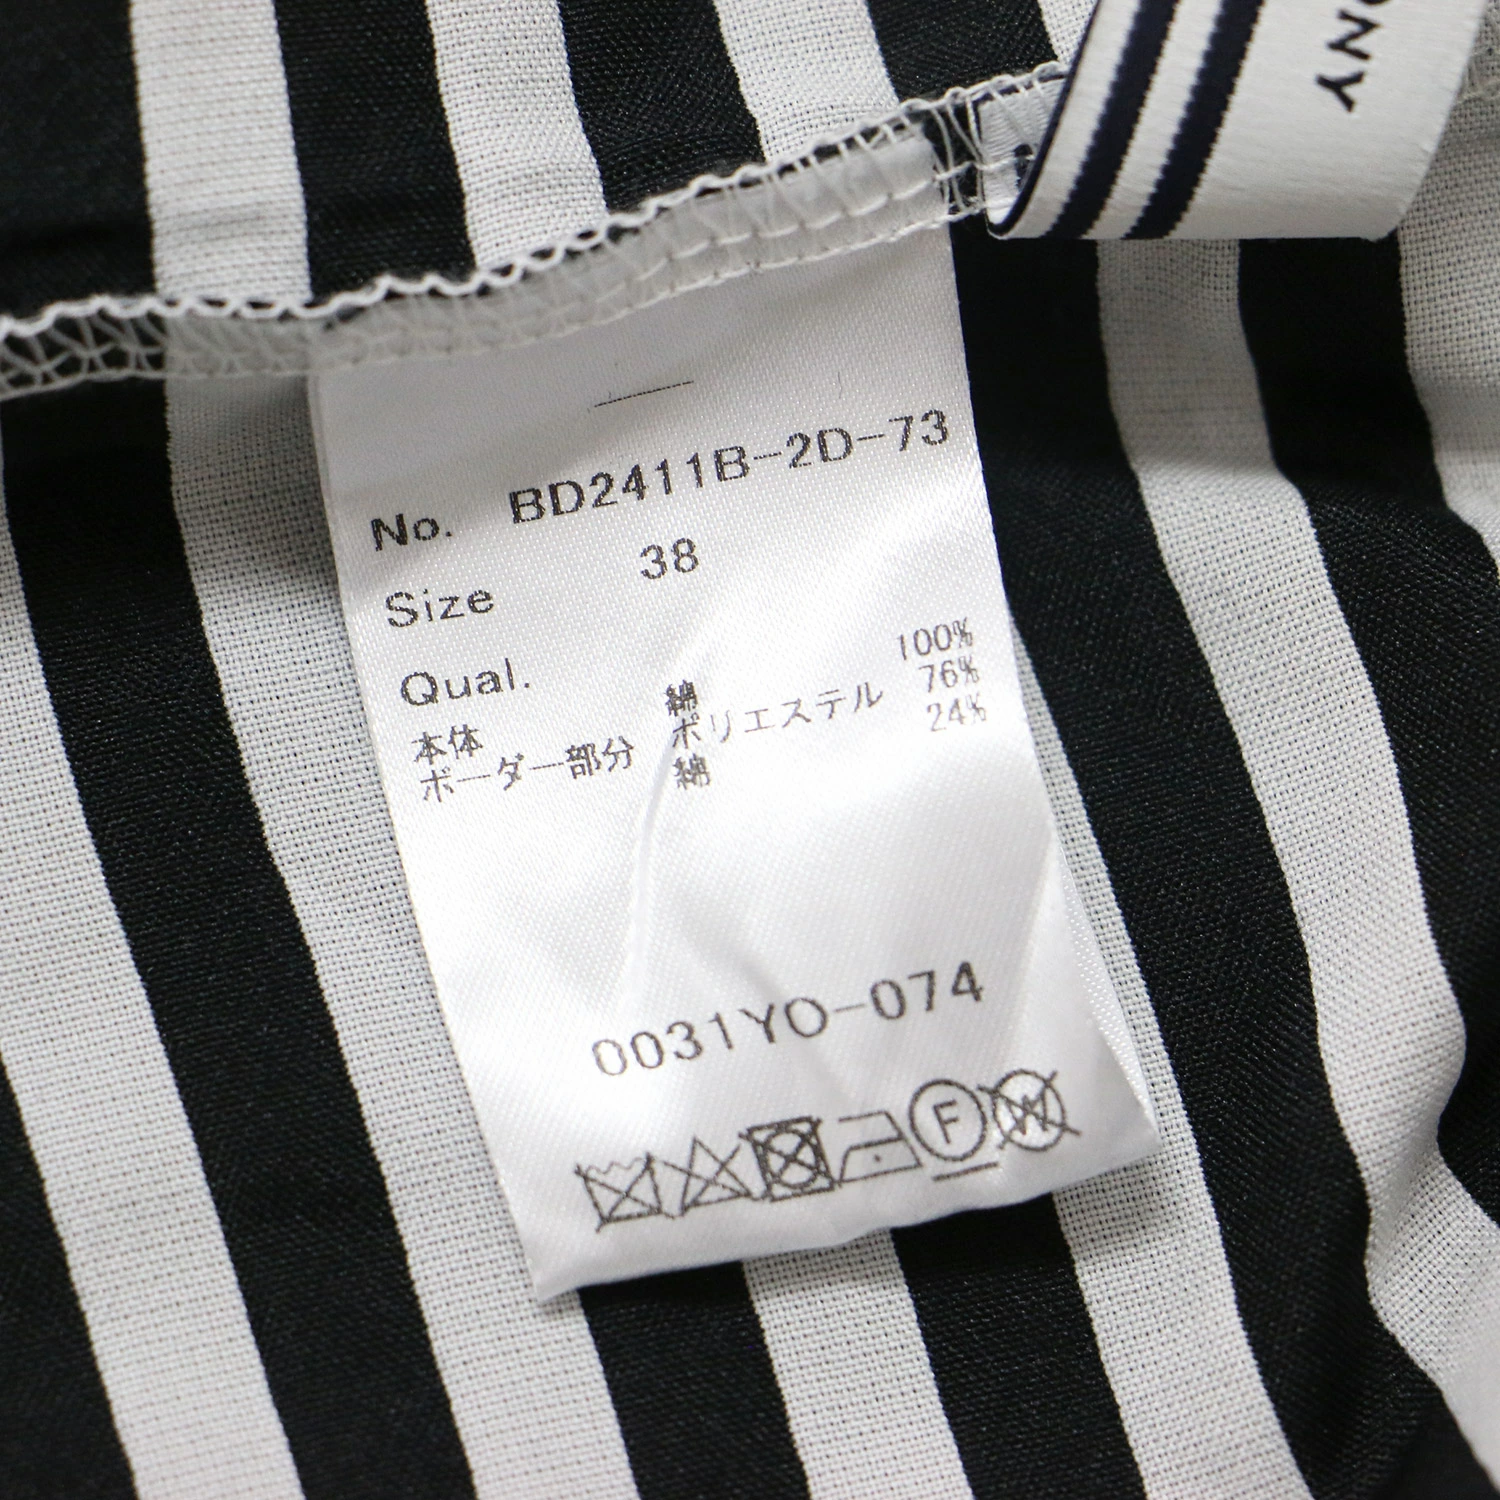 No. BD2411B-2D-73
Size 38
Qual.
本体 綿 100%
ボーダー部分 ポリエステル 76%
綿 24%
0031YO-074
F W